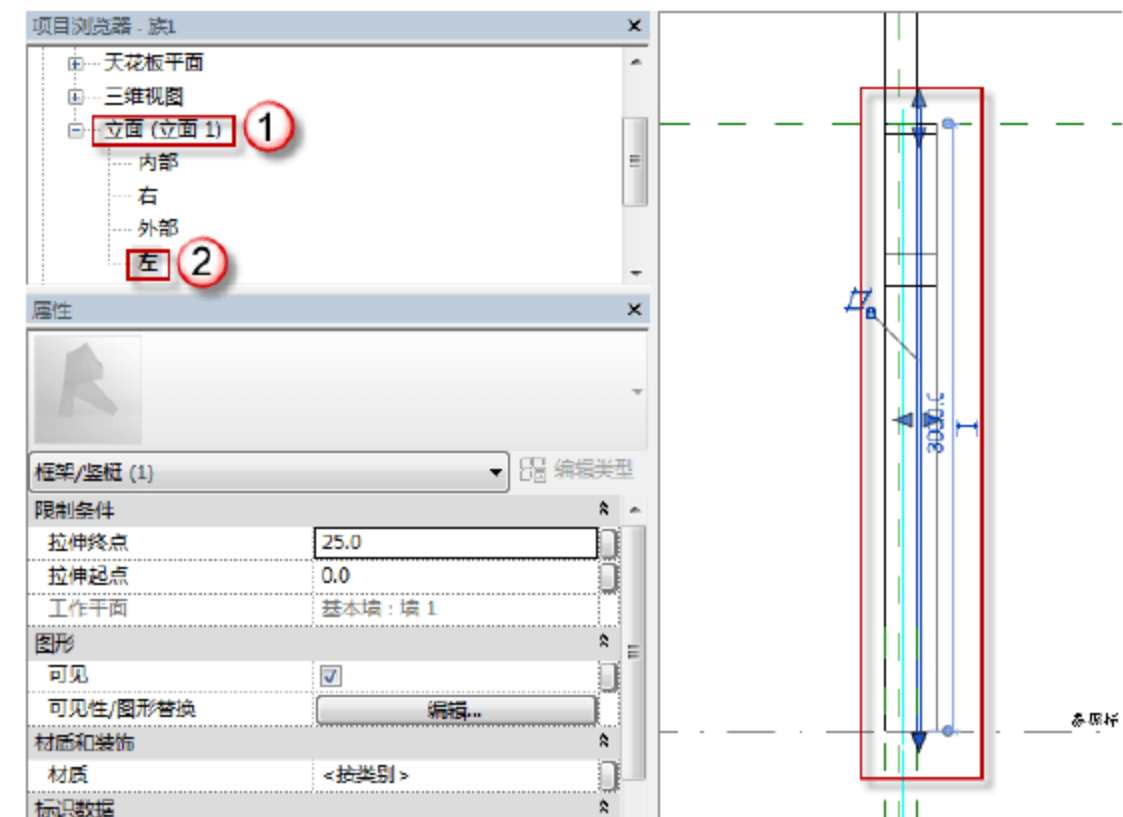 项目浏览器 - 族1
天花板平面
三维视图
立面 (立面 1)
1
内部
右
外部
左
2
属性
框架/竖梃 (1)
编辑类型
限制条件
拉伸终点 25.0
拉伸起点 0.0
工作平面 基本墙 : 墙 1
图形
可见
可见性/图形替换 编辑...
材质和装饰
材质 <按类别>
标识数据